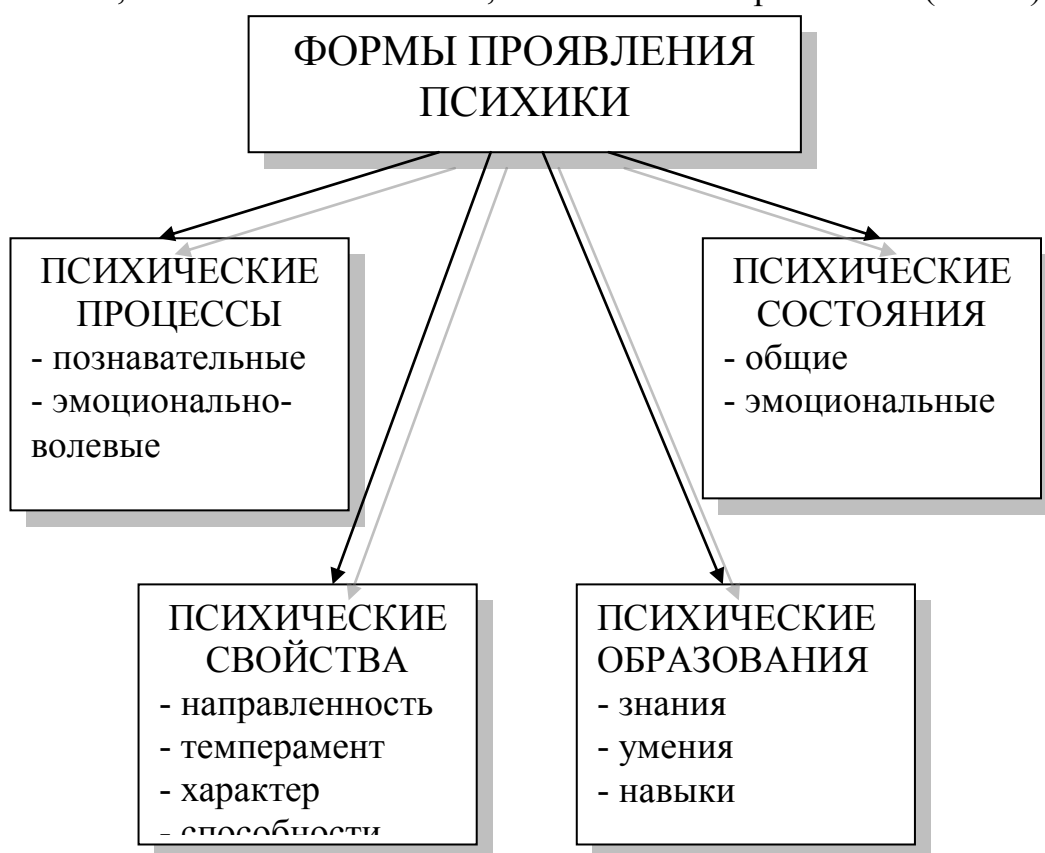 ФОРМЫ ПРОЯВЛЕНИЯ
ПСИХИКИ
ПСИХИЧЕСКИЕ
ПРОЦЕССЫ
- познавательные
- эмоционально-
волевые
ПСИХИЧЕСКИЕ
СОСТОЯНИЯ
- общие
- эмоциональные
ПСИХИЧЕСКИЕ
СВОЙСТВА
- направленность
- темперамент
- характер
- способности
ПСИХИЧЕСКИЕ
ОБРАЗОВАНИЯ
- знания
- умения
- навыки